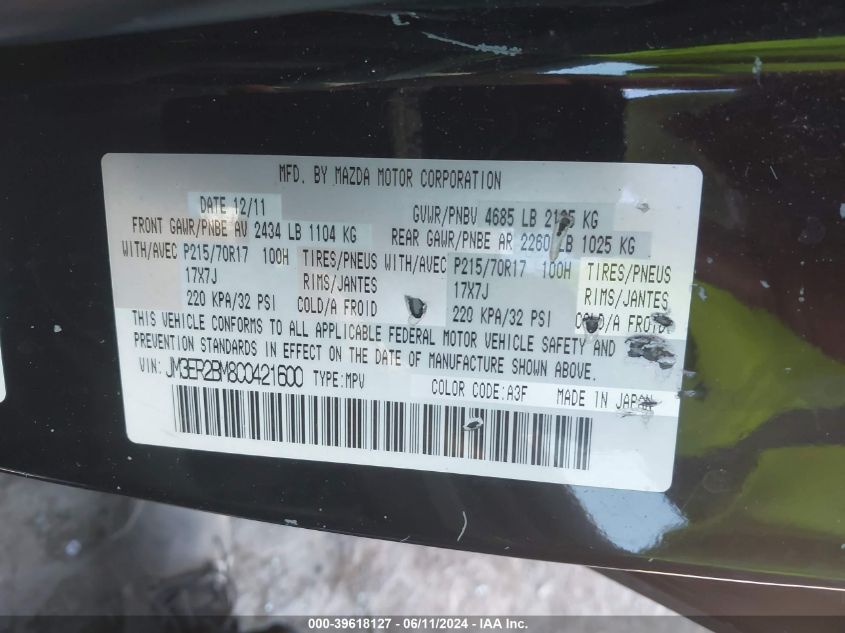 MFD. BY MAZDA MOTOR CORPORATION
DATE 12/11 GVWR/PNBV 4685 LB 2125 KG
FRONT GAWR/PNBE AV 2434 LB 1104 KG REAR GAWR/PNBE AR 2260 LB 1025 KG
WITH/AVEC P215/70R17 100H TIRES/PNEUS WITH/AVEC P215/70R17 100H TIRES/PNEUS
17X7J RIMS/JANTES 17X7J RIMS/JANTES
220 KPA/32 PSI COLD/A FROID 220 KPA/32 PSI COLD/A FROID
THIS VEHICLE CONFORMS TO ALL APPLICABLE FEDERAL MOTOR VEHICLE SAFETY AND
PREVENTION STANDARDS IN EFFECT ON THE DATE OF MANUFACTURE SHOWN ABOVE.
VIN: JM3ER2BM8C0421600 TYPE:MPV COLOR CODE:A3F MADE IN JAPAN
000-39618127 - 06/11/2024 - IAA Inc.